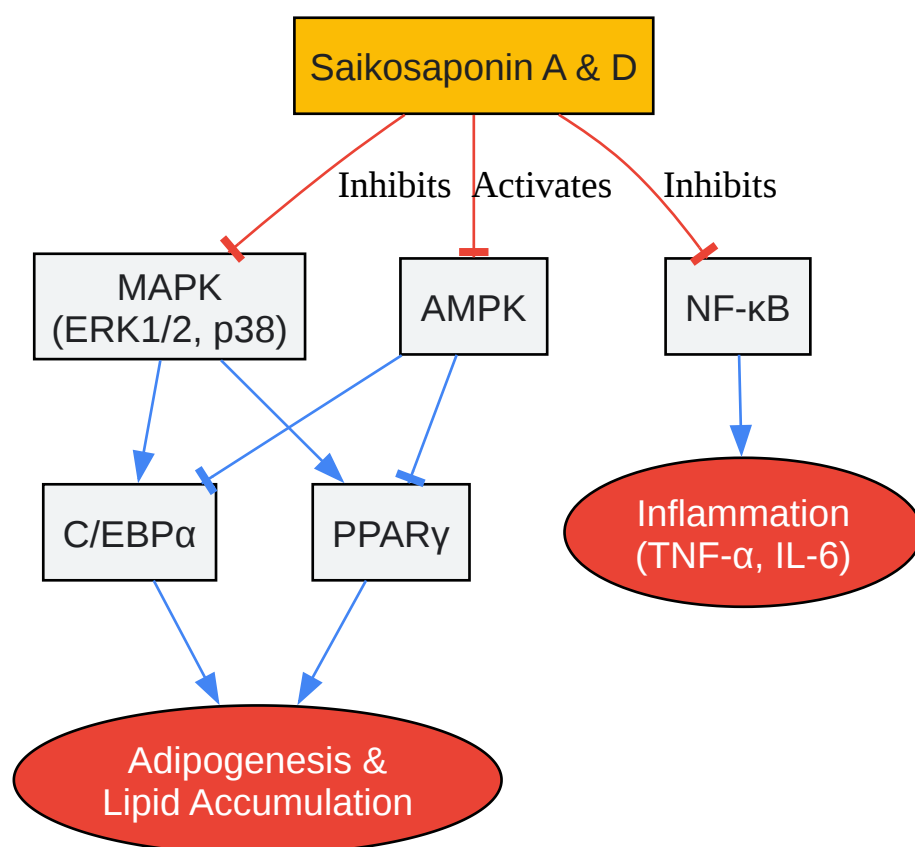 Saikosaponin A & D
Inhibits
Activates
Inhibits
MAPK
(ERK1/2, p38)
AMPK
NF-κB
C/EBPα
PPARγ
Inflammation
(TNF-α, IL-6)
Adipogenesis &
Lipid Accumulation